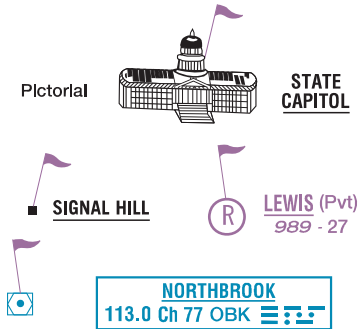 Pictorial
STATE
CAPITOL
SIGNAL HILL
R
LEWIS (Pvt)
989 - 27
NORTHBROOK
113.0 Ch 77 OBK